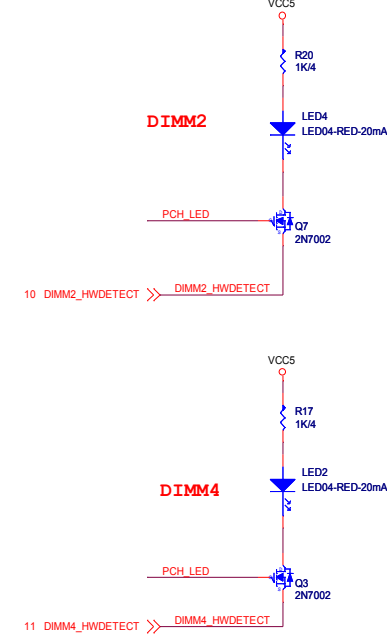 VCC5
R20
1K/4
DIMM2
LED4
LED04-RED-20mA
PCH_LED
Q7
2N7002
10 DIMM2_HWDETECT
DIMM2_HWDETECT
VCC5
R17
1K/4
LED2
LED04-RED-20mA
DIMM4
PCH_LED
Q3
2N7002
11 DIMM4_HWDETECT
DIMM4_HWDETECT